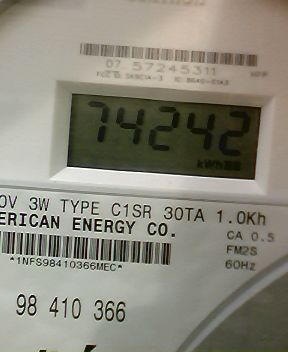 07 57245311
74242
kWh
0V 3W TYPE C1SR 30TA 1.0Kh
ERICAN ENERGY CO.
CA 0.5
FM2S
*1NFS98410366MEC*
60Hz
98 410 366